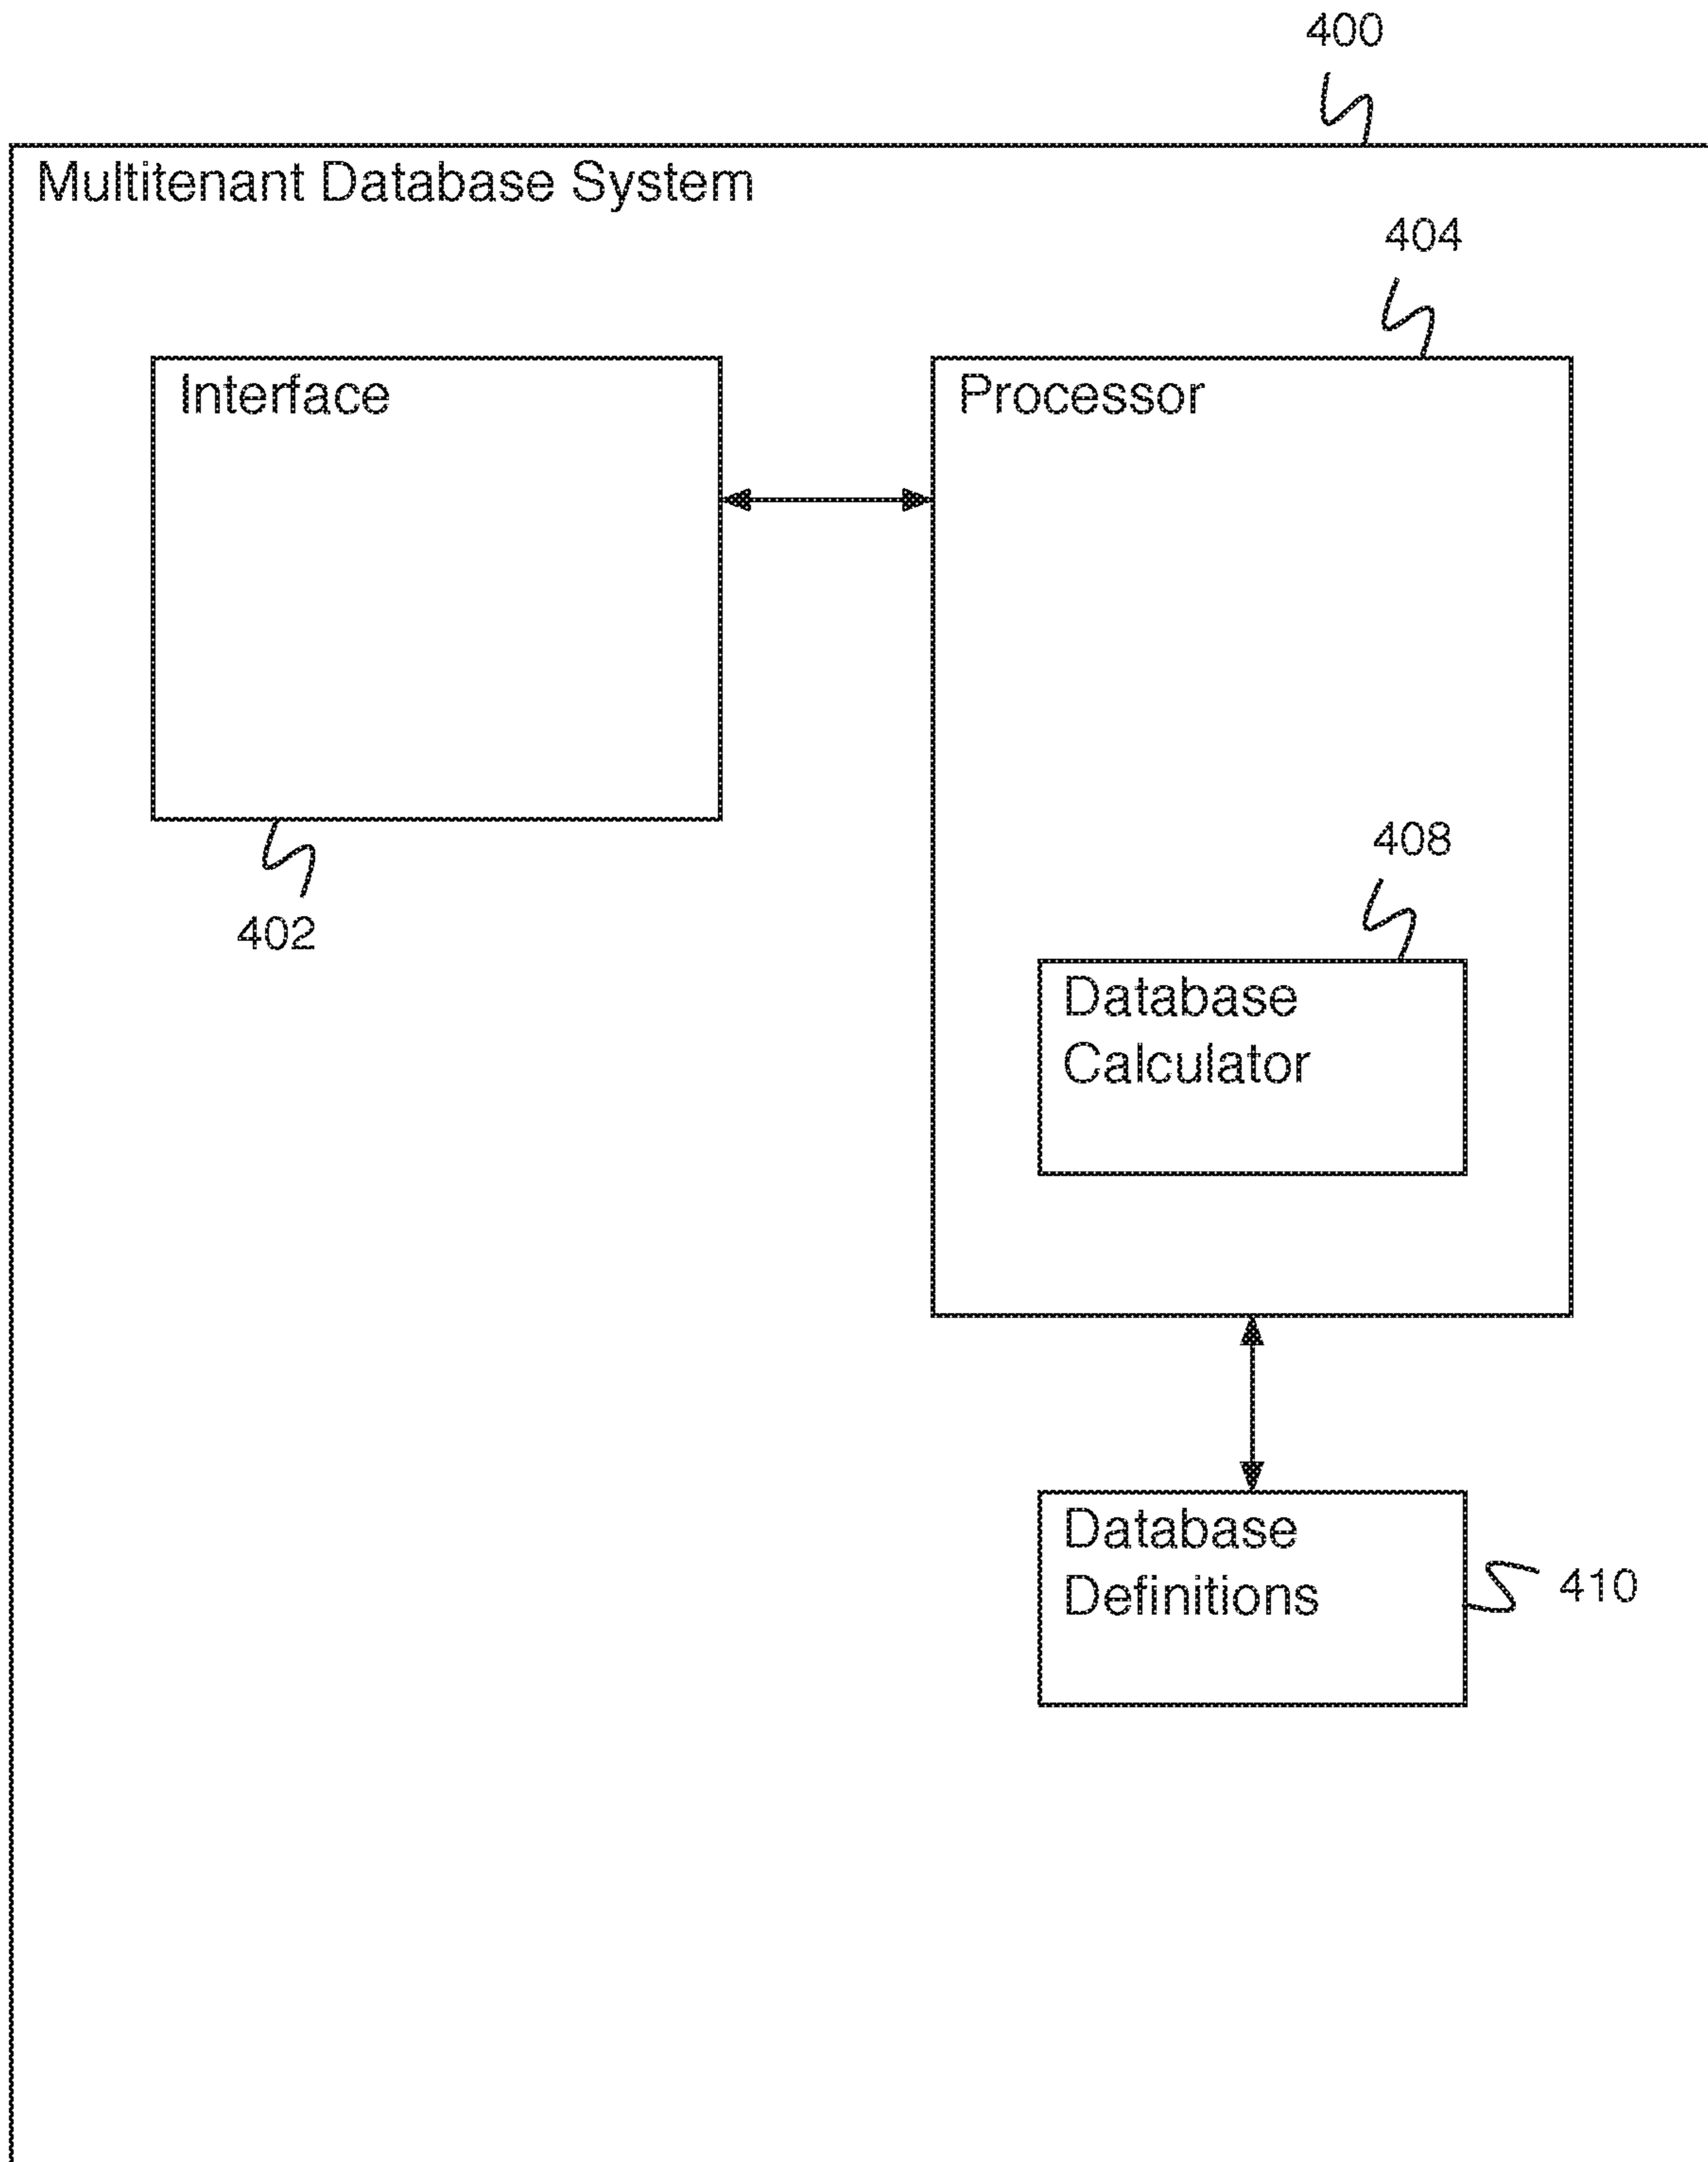 400
Multitenant Database System
404
Interface
Processor
408
402
Database
Calculator
Database
Definitions
410